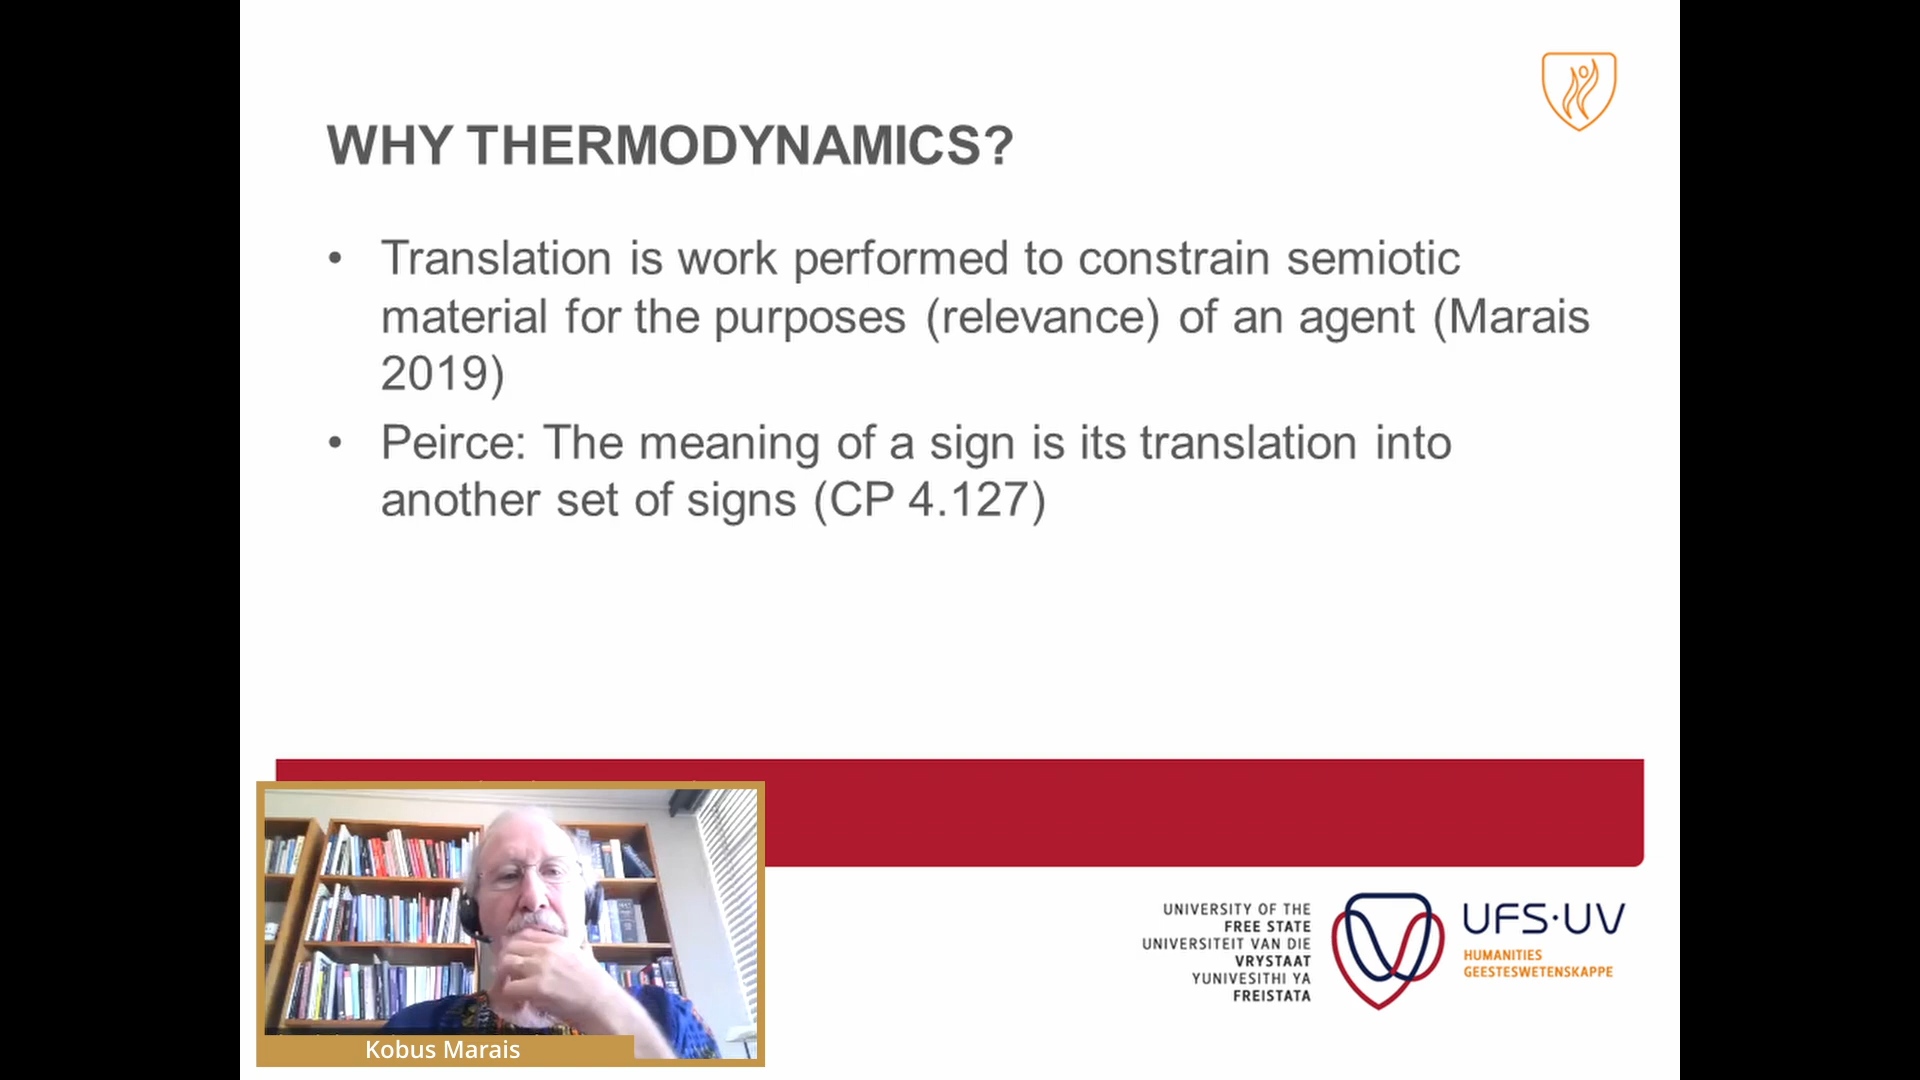 WHY THERMODYNAMICS?
• Translation is work performed to constrain semiotic
material for the purposes (relevance) of an agent (Marais
2019)
• Peirce: The meaning of a sign is its translation into
another set of signs (CP 4.127)
UNIVERSITY OF THE
FREE STATE
UNIVERSITEIT VAN DIE
VRYSTAAT
YUNIVESITHI YA
FREISTATA
UFS·UV
HUMANITIES
GEESTESWETENSKAPPE
Kobus Marais